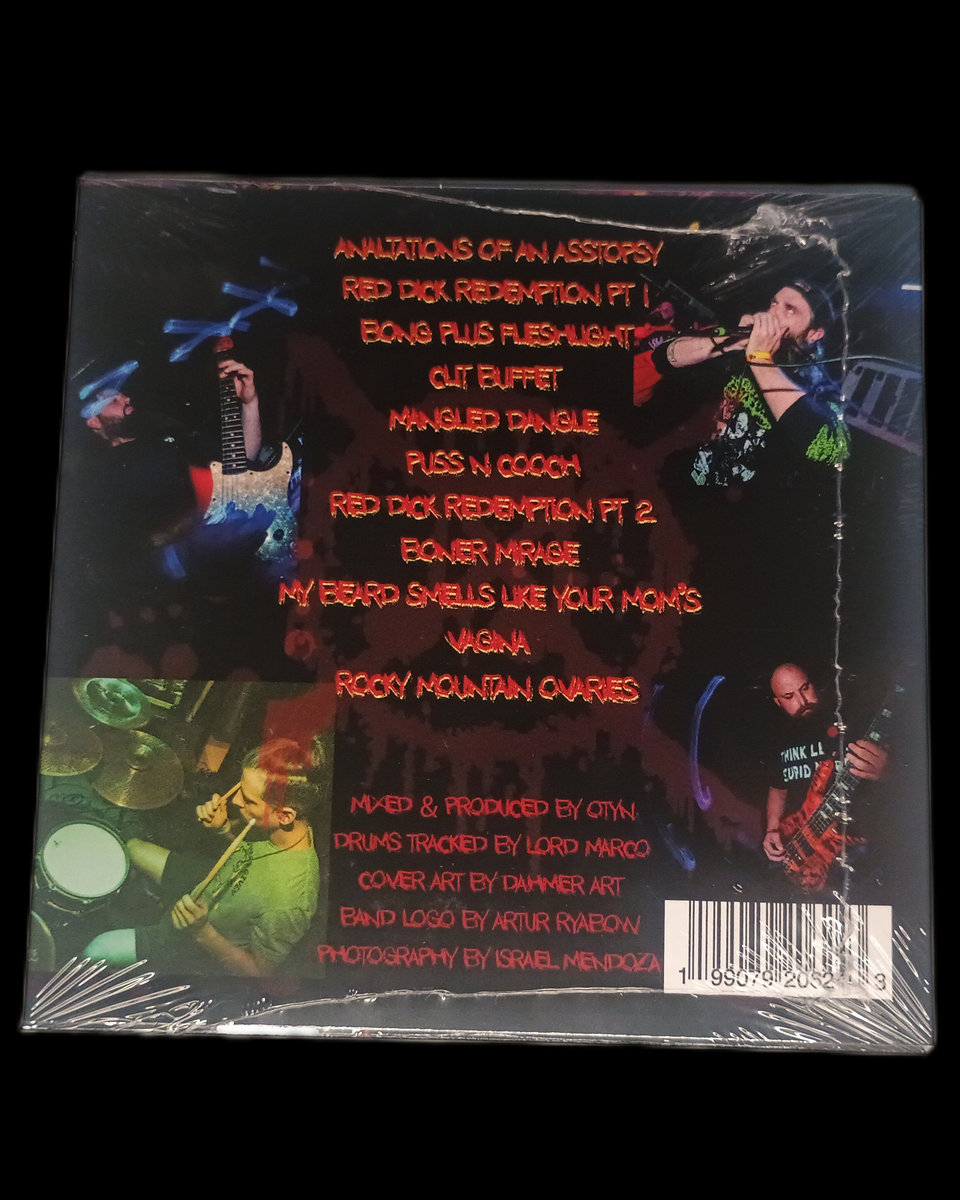 ANALTATIONS OF AN ASSTOPSY
RED DICK REDEMPTION PT 1
BONG PLUS FLESHLIGHT
CLIT BUFFET
MANGLED DANGLE
PUSS N COOCH
RED DICK REDEMPTION PT 2
BONER MIRAGE
MY BEARD SMELLS LIKE YOUR MOM'S
VAGINA
ROCKY MOUNTAIN OVARIES
THINK
MIXED & PRODUCED BY OTYN
DRUMS TRACKED BY LORD MARCO
COVER ART BY DAHMER ART
BAND LOGO BY ARTUR RYABOW
PHOTOGRAPHY BY ISRAEL MENDOZA